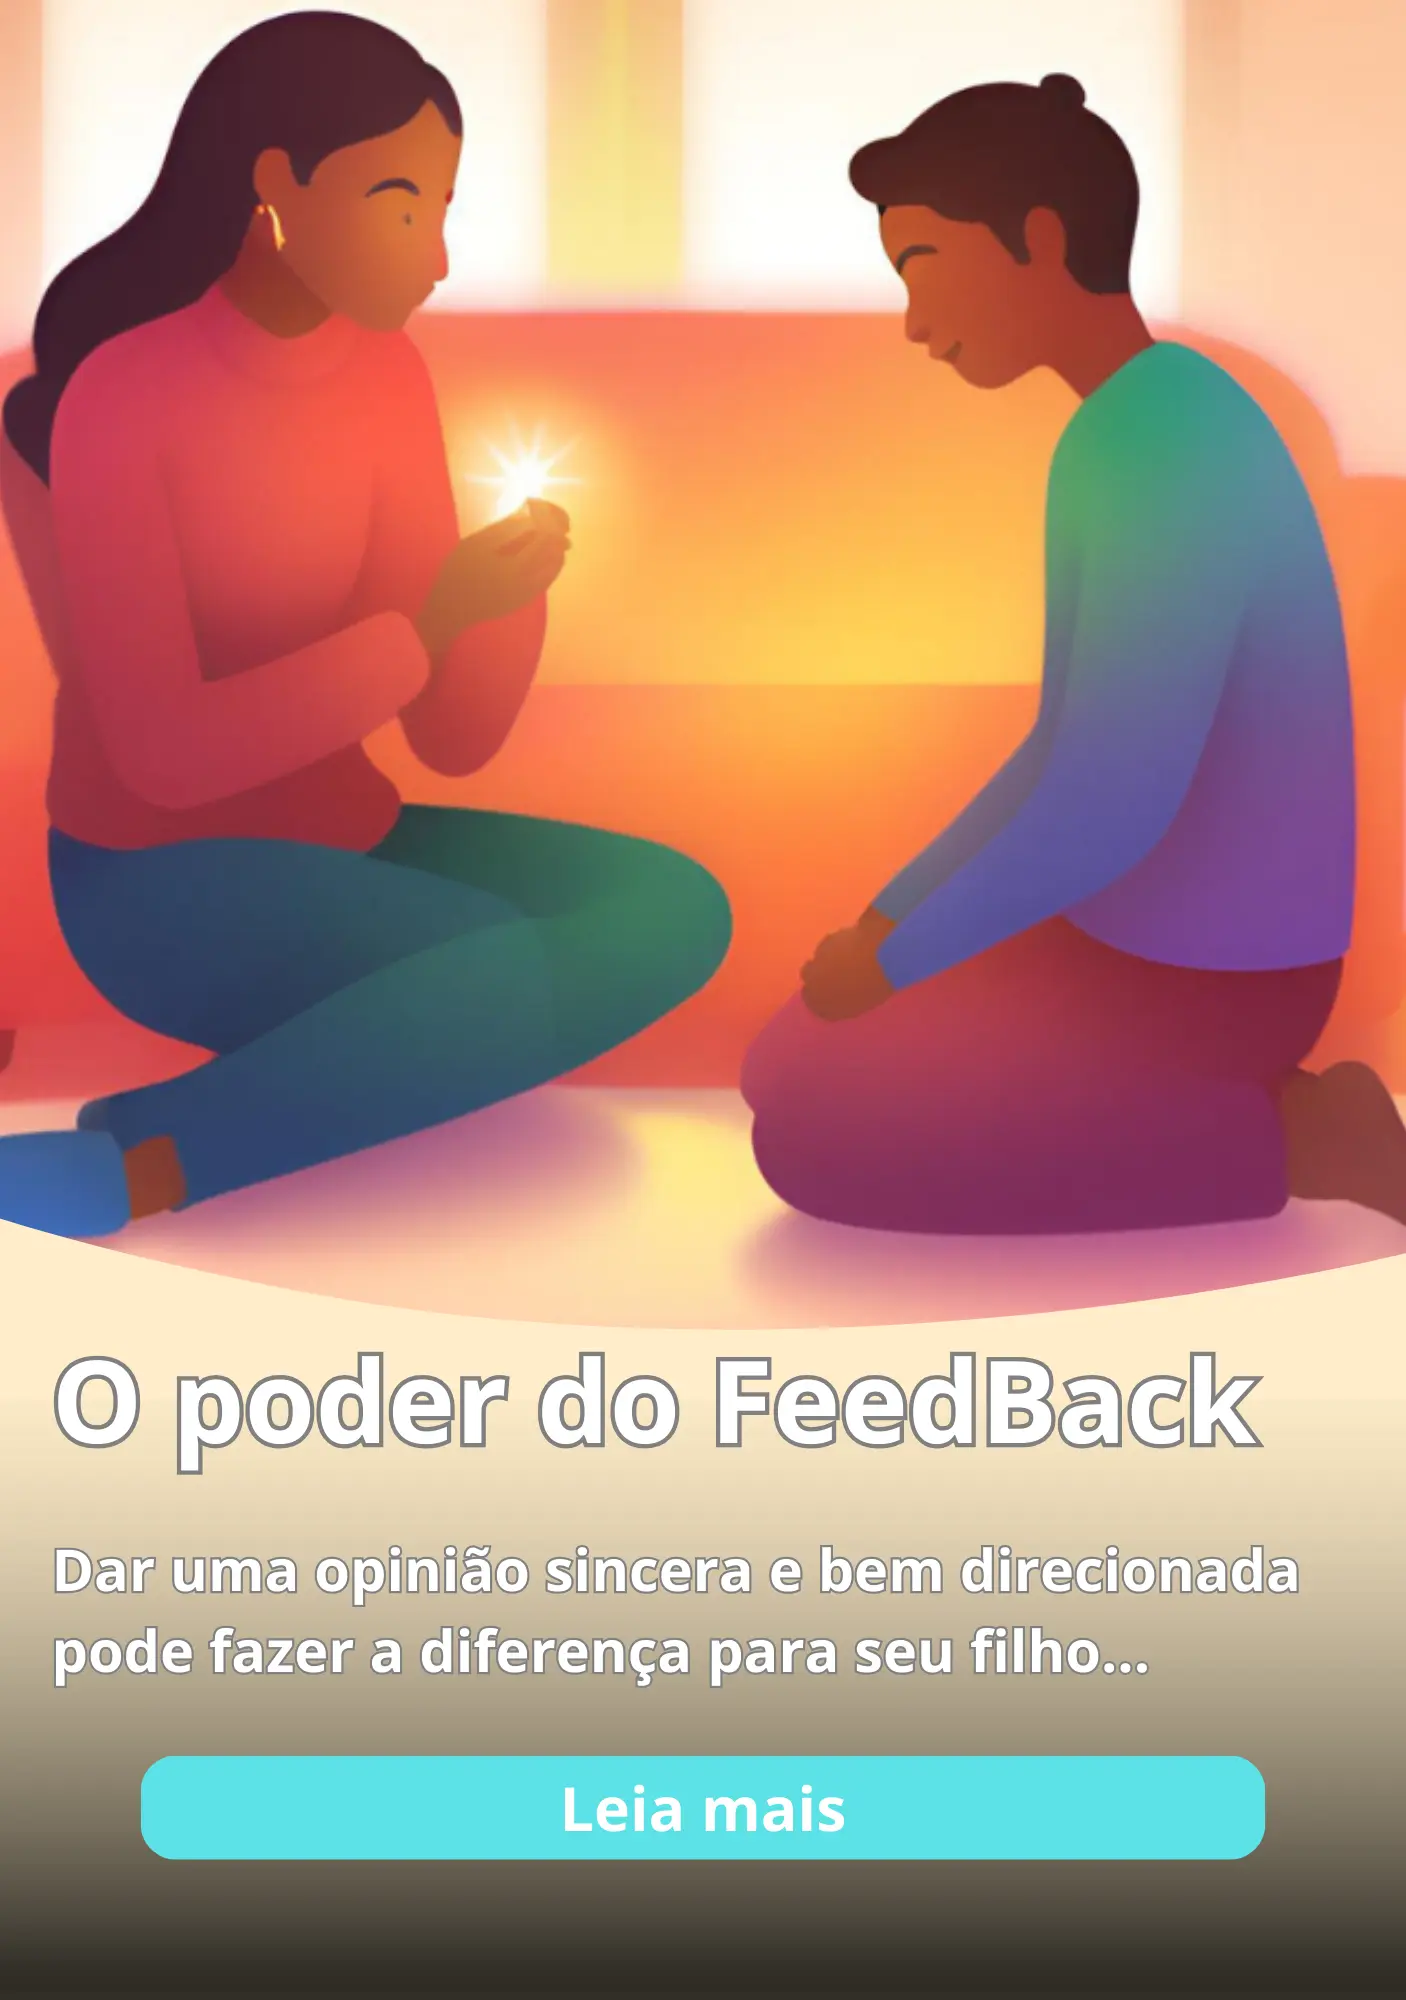 O poder do FeedBack
Dar uma opinião sincera e bem direcionada
pode fazer a diferença para seu filho...
Leia mais